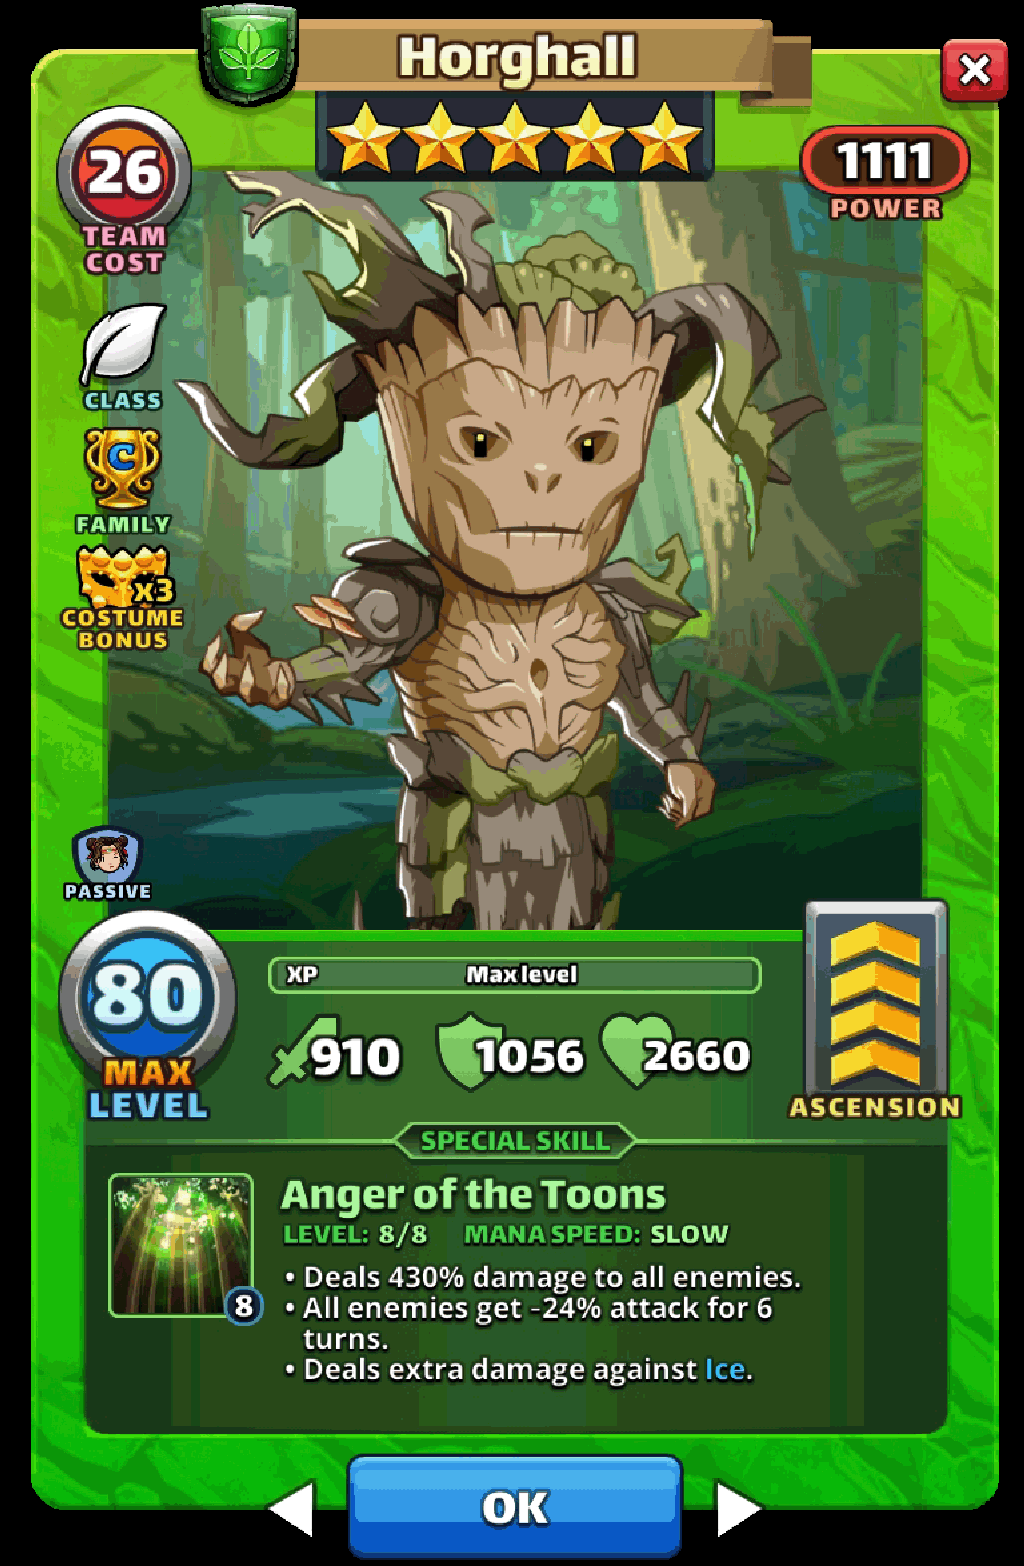 Horghall
26
TEAM
COST
1111
POWER
CLASS
C
FAMILY
x3
COSTUME
BONUS
PASSIVE
80
MAX
LEVEL
XP Max level
910 1056 2660
ASCENSION
SPECIAL SKILL
Anger of the Toons
LEVEL: 8/8 MANA SPEED: SLOW
8
• Deals 430% damage to all enemies.
• All enemies get -24% attack for 6
turns.
• Deals extra damage against Ice.
OK